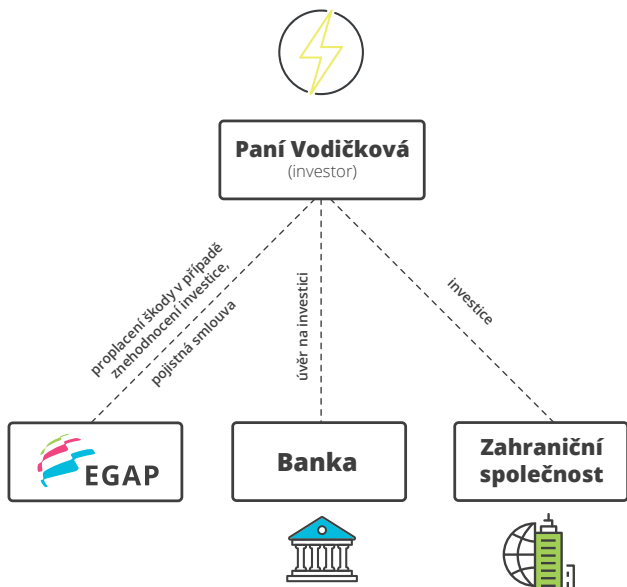 Paní Vodičková
(investor)
proplacení škody v případě
znehodnocení investice,
pojistná smlouva
úvěr na investici
investice
EGAP
Banka
Zahraniční
společnost